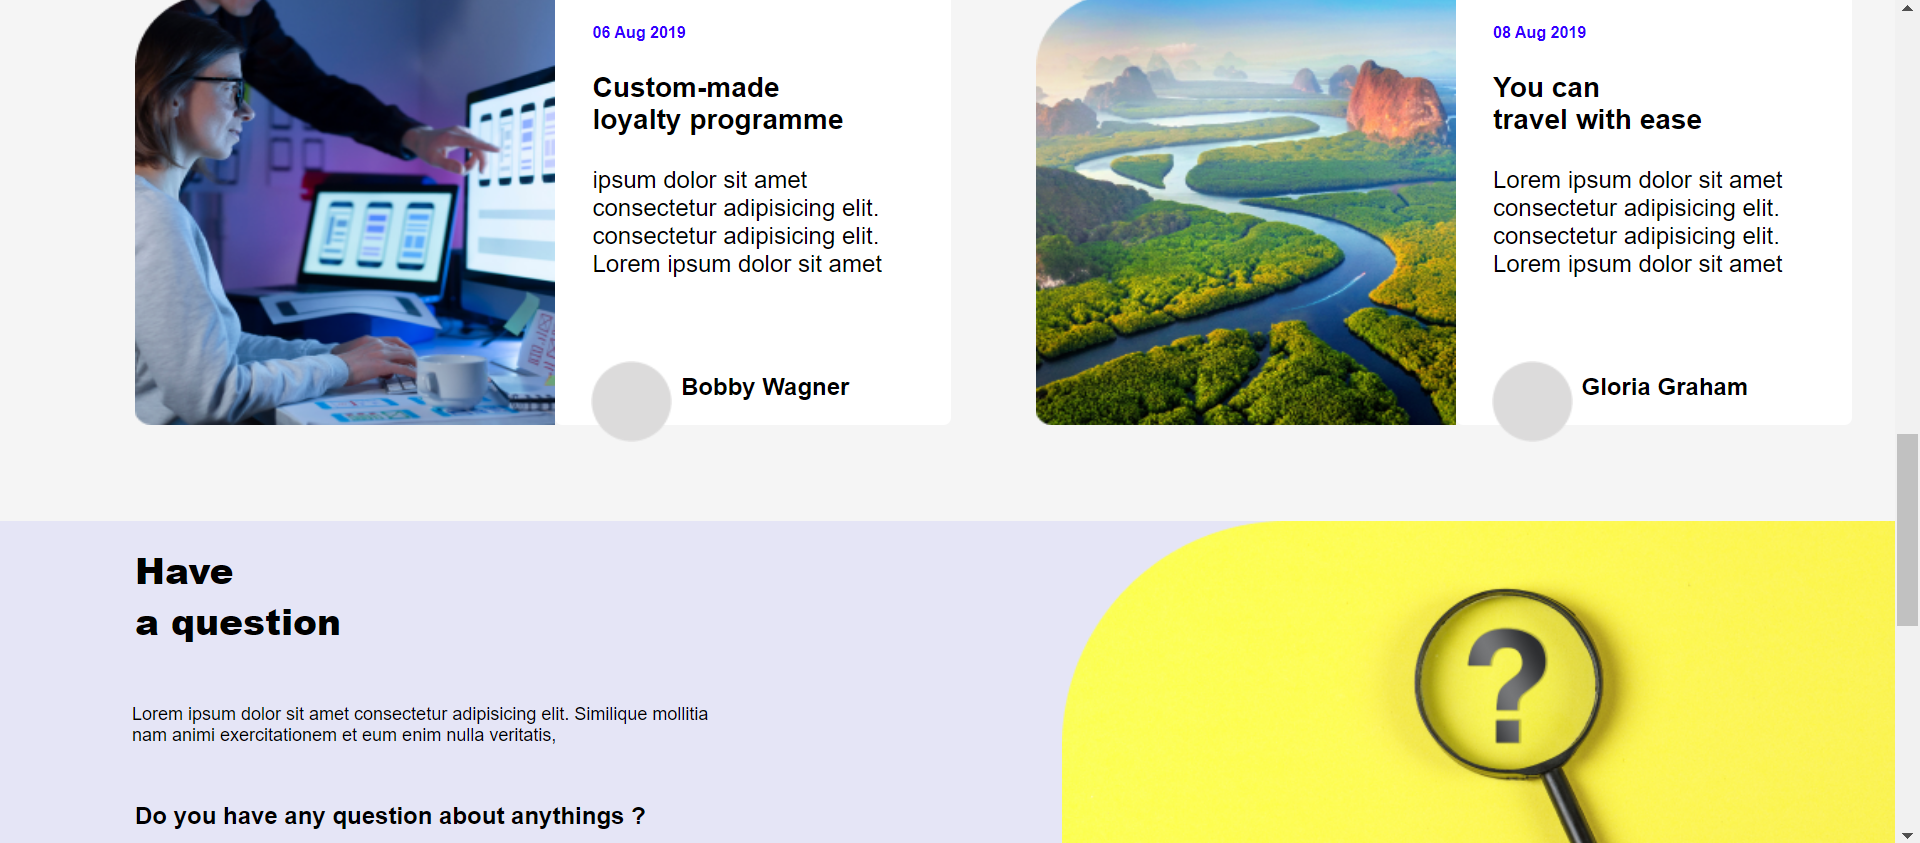 06 Aug 2019
Custom-made
loyalty programme
ipsum dolor sit amet
consectetur adipisicing elit.
consectetur adipisicing elit.
Lorem ipsum dolor sit amet
Bobby Wagner
08 Aug 2019
You can
travel with ease
Lorem ipsum dolor sit amet
consectetur adipisicing elit.
consectetur adipisicing elit.
Lorem ipsum dolor sit amet
Gloria Graham
Have
a question
Lorem ipsum dolor sit amet consectetur adipisicing elit. Similique mollitia
nam animi exercitationem et eum enim nulla veritatis,
Do you have any question about anythings ?
?